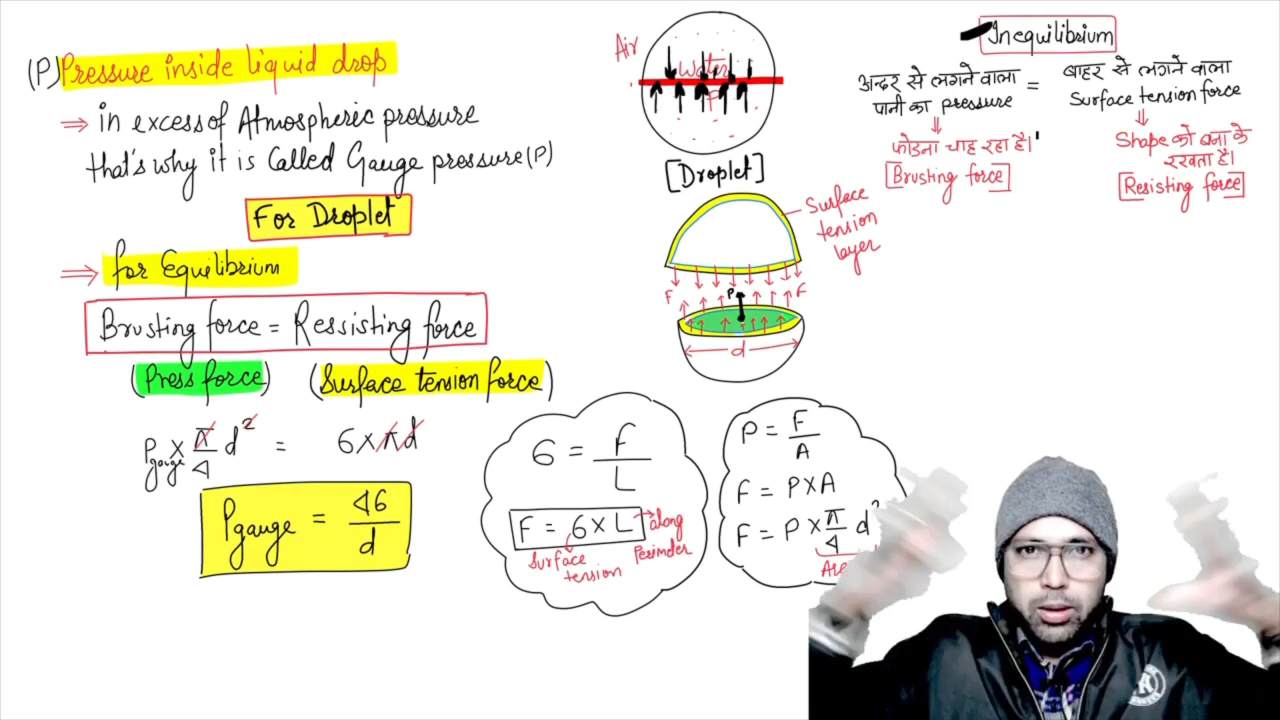 (P) Pressure inside liquid drop
⇒ in excess of Atmospheric pressure
that's why it is Called Gauge pressure (P)
For Droplet
⇒ for Equilibrium
Brusting force = Ressisting force
(Press force) (Surface tension force)
Pgauge × π/4 d² = σ × πd
Pgauge = 4σ/d
Air
Water
P
[Droplet]
Surface
tension
layer
F F
P
d
σ = F/L
F = σ × L → along
Perimeter
Surface
tension
P = F/A
F = P × A
F = P × π/4 d²
Inequilibrium
अन्दर से लगने वाला
पानी का pressure
=
बाहर से लगने वाला
Surface tension force
⇓
फोडना चाह रहा है।
[Brusting force]
⇓
Shape को बना के
रखता है।
[Resisting force]